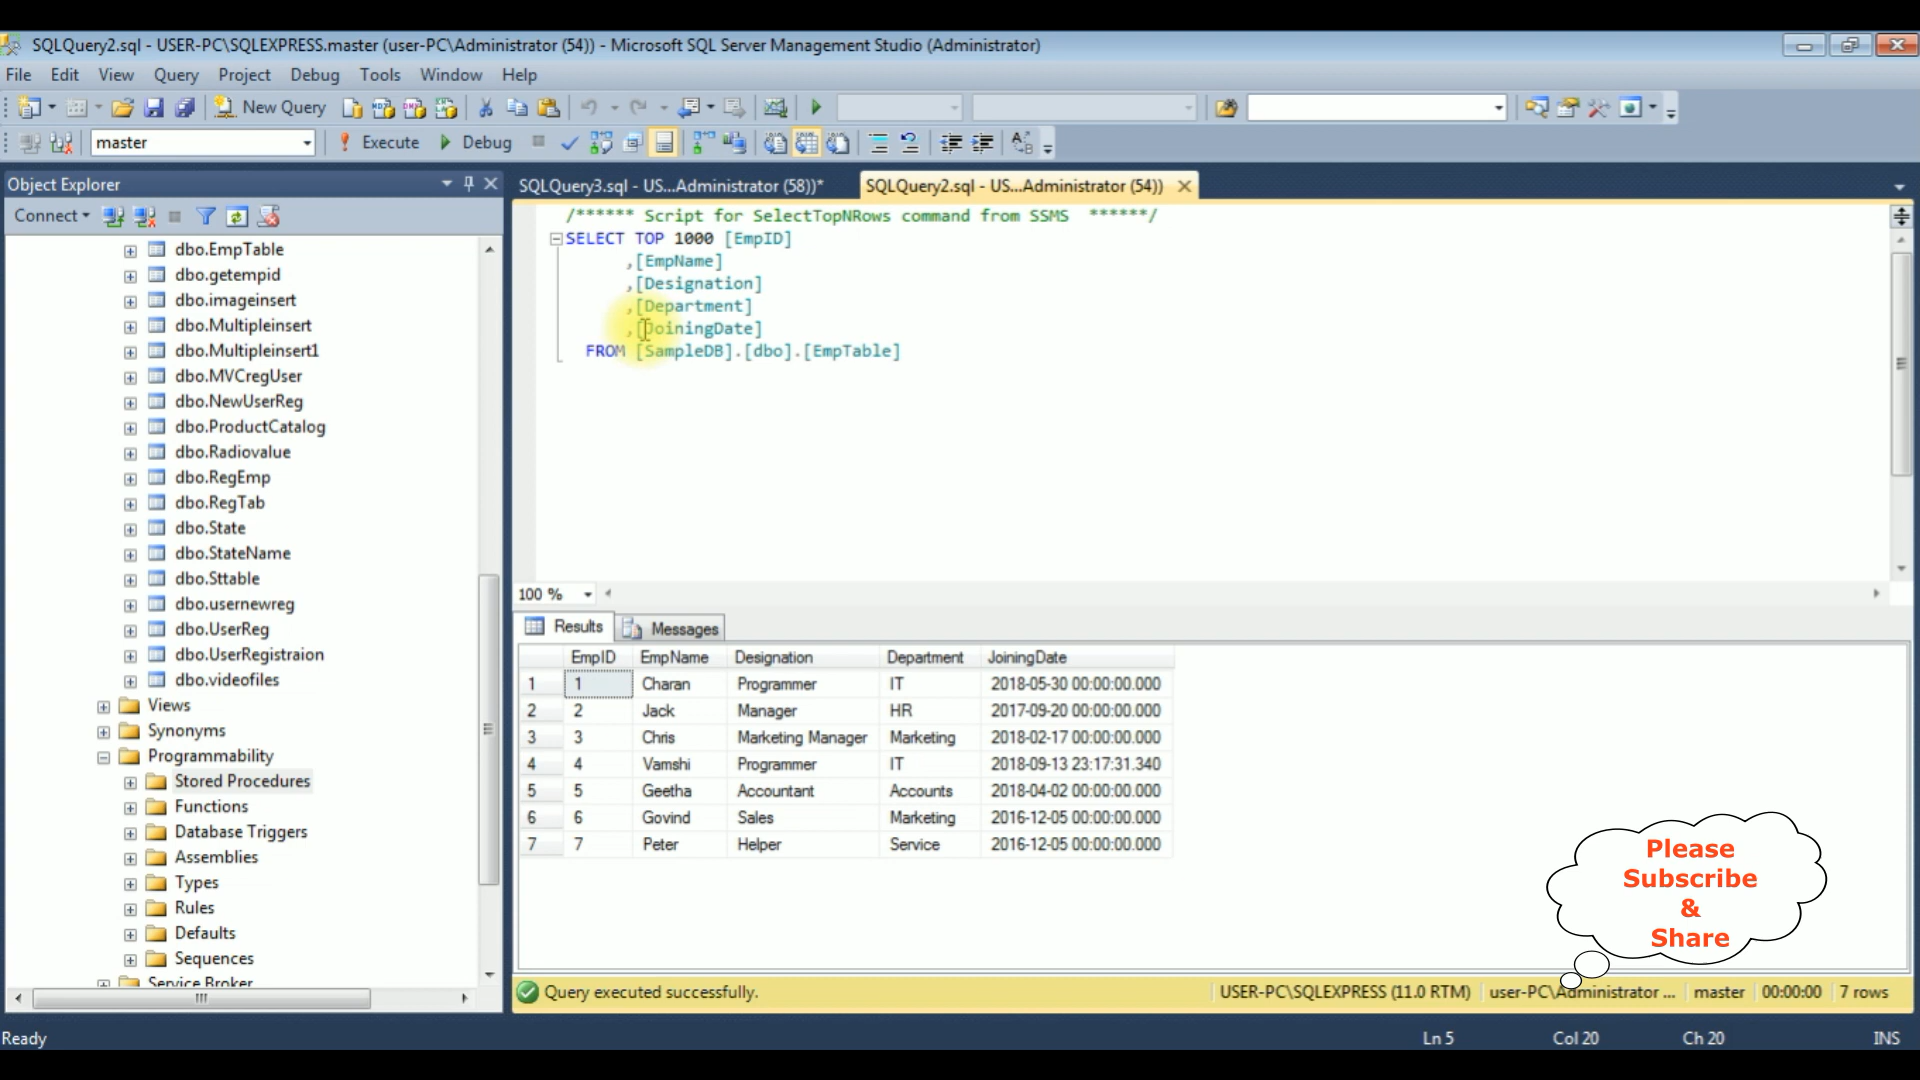 SQLQuery2.sql - USER-PC\SQLEXPRESS.master (user-PC\Administrator (54)) - Microsoft SQL Server Management Studio (Administrator)
File Edit View Query Project Debug Tools Window Help
New Query
master Execute Debug
Object Explorer
SQLQuery3.sql - US...Administrator (58))* SQLQuery2.sql - US...Administrator (54))
Connect
dbo.EmpTable
dbo.getempid
dbo.imageinsert
dbo.Multipleinsert
dbo.Multipleinsert1
dbo.MVCregUser
dbo.NewUserReg
dbo.ProductCatalog
dbo.Radiovalue
dbo.RegEmp
dbo.RegTab
dbo.State
dbo.StateName
dbo.Sttable
dbo.usernewreg
dbo.UserReg
dbo.UserRegistraion
dbo.videofiles
Views
Synonyms
Programmability
Stored Procedures
Functions
Database Triggers
Assemblies
Types
Rules
Defaults
Sequences
Service Broker
/****** Script for SelectTopNRows command from SSMS ******/
SELECT TOP 1000 [EmpID]
,[EmpName]
,[Designation]
,[Department]
,[JoiningDate]
FROM [SampleDB].[dbo].[EmpTable]
100 %
Results Messages
EmpID EmpName Designation Department JoiningDate
1 1 Charan Programmer IT 2018-05-30 00:00:00.000
2 2 Jack Manager HR 2017-09-20 00:00:00.000
3 3 Chris Marketing Manager Marketing 2018-02-17 00:00:00.000
4 4 Vamshi Programmer IT 2018-09-13 23:17:31.340
5 5 Geetha Accountant Accounts 2018-04-02 00:00:00.000
6 6 Govind Sales Marketing 2016-12-05 00:00:00.000
7 7 Peter Helper Service 2016-12-05 00:00:00.000
Please
Subscribe
&
Share
Query executed successfully. USER-PC\SQLEXPRESS (11.0 RTM) user-PC\Administrator ... master 00:00:00 7 rows
Ready Ln 5 Col 20 Ch 20 INS